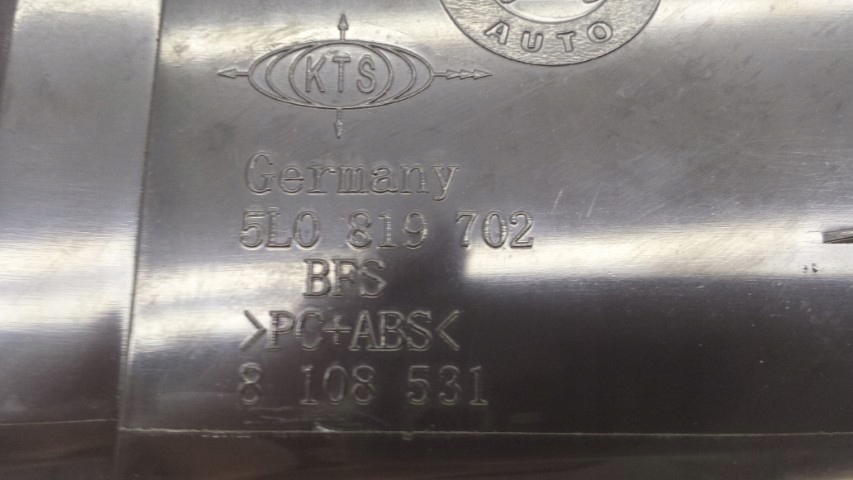 AUTO
KTS
Germany
5L0 819 702
BFS
>PC+ABS<
8 108 531